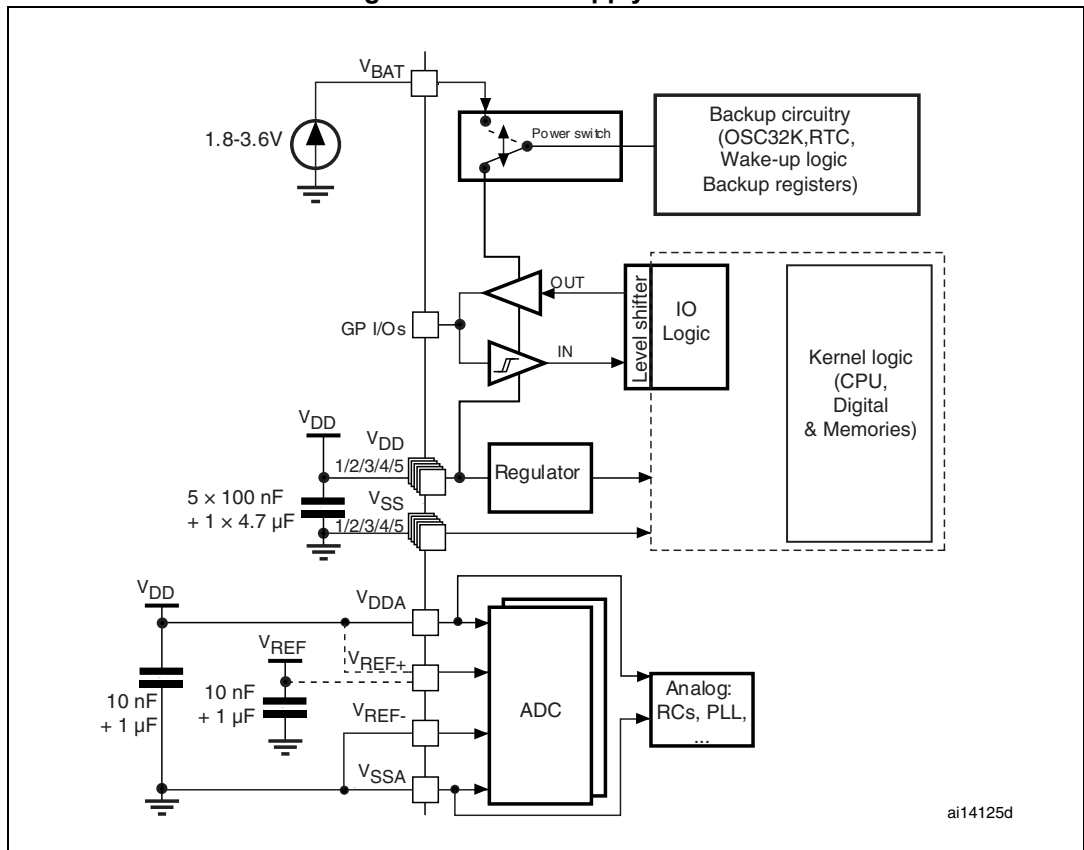 VBAT
1.8-3.6V
Power switch
Backup circuitry
(OSC32K,RTC,
Wake-up logic
Backup registers)
GP I/Os
OUT
IN
Level shifter
IO
Logic
Kernel logic
(CPU,
Digital
& Memories)
VDD
VDD
1/2/3/4/5
Regulator
5 × 100 nF
+ 1 × 4.7 µF
VSS
1/2/3/4/5
VDD
VDDA
VREF
VREF+
10 nF
+ 1 µF
10 nF
+ 1 µF
VREF-
VSSA
ADC
Analog:
RCs, PLL,
...
ai14125d